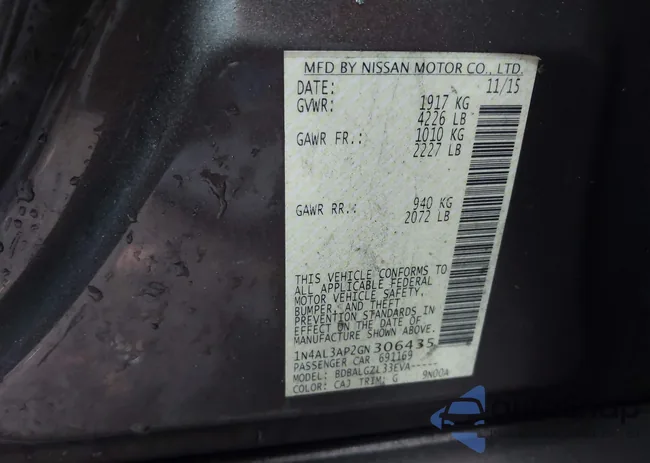 MFD BY NISSAN MOTOR CO., LTD.
DATE: 11/15
GVWR: 1917 KG
4226 LB
GAWR FR.: 1010 KG
2227 LB
GAWR RR.: 940 KG
2072 LB
THIS VEHICLE CONFORMS TO
ALL APPLICABLE FEDERAL
MOTOR VEHICLE SAFETY,
BUMPER, AND THEFT
PREVENTION STANDARDS IN
EFFECT ON THE DATE OF
MANUFACTURE SHOWN ABOVE.
1N4AL3AP2GN306435
PASSENGER CAR 691169
MODEL: BDBALGZL33EVA-----
COLOR: CAJ TRIM: G 9N00A